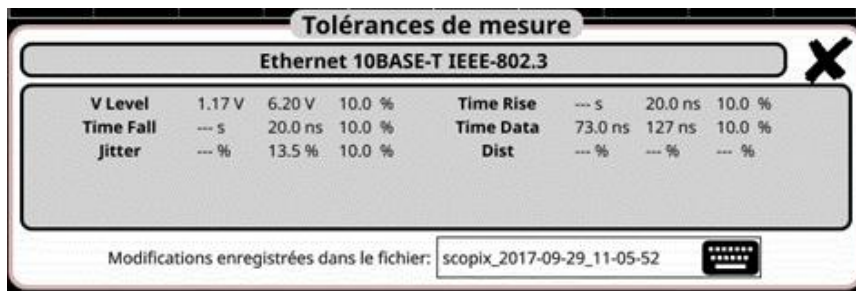 Tolérances de mesure
Ethernet 10BASE-T IEEE-802.3
V Level 1.17 V 6.20 V 10.0 % Time Rise --- s 20.0 ns 10.0 %
Time Fall --- s 20.0 ns 10.0 % Time Data 73.0 ns 127 ns 10.0 %
Jitter --- % 13.5 % 10.0 % Dist --- % --- % --- %
Modifications enregistrées dans le fichier: scopix_2017-09-29_11-05-52